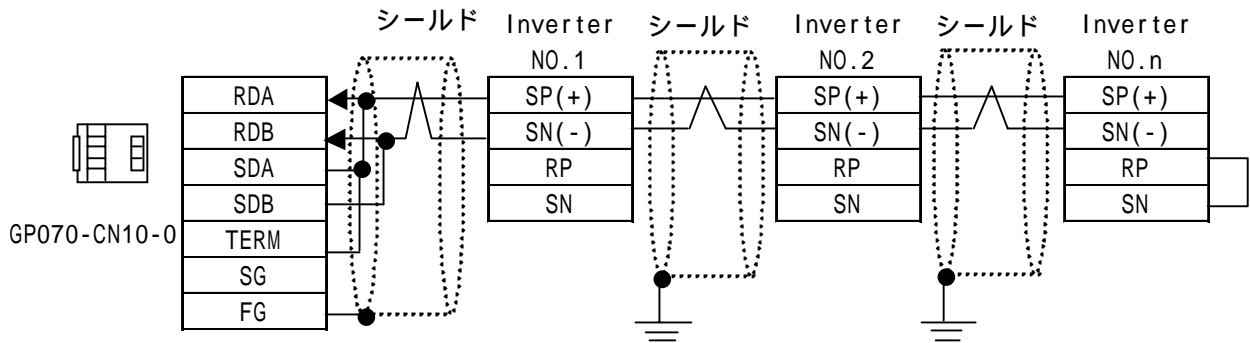 シールド Inverter シールド Inverter シールド Inverter
NO.1 NO.2 NO.n
RDA SP(+) SP(+) SP(+)
RDB SN(-) SN(-) SN(-)
SDA RP RP RP
SDB SN SN SN
GP070-CN10-0 TERM
SG
FG